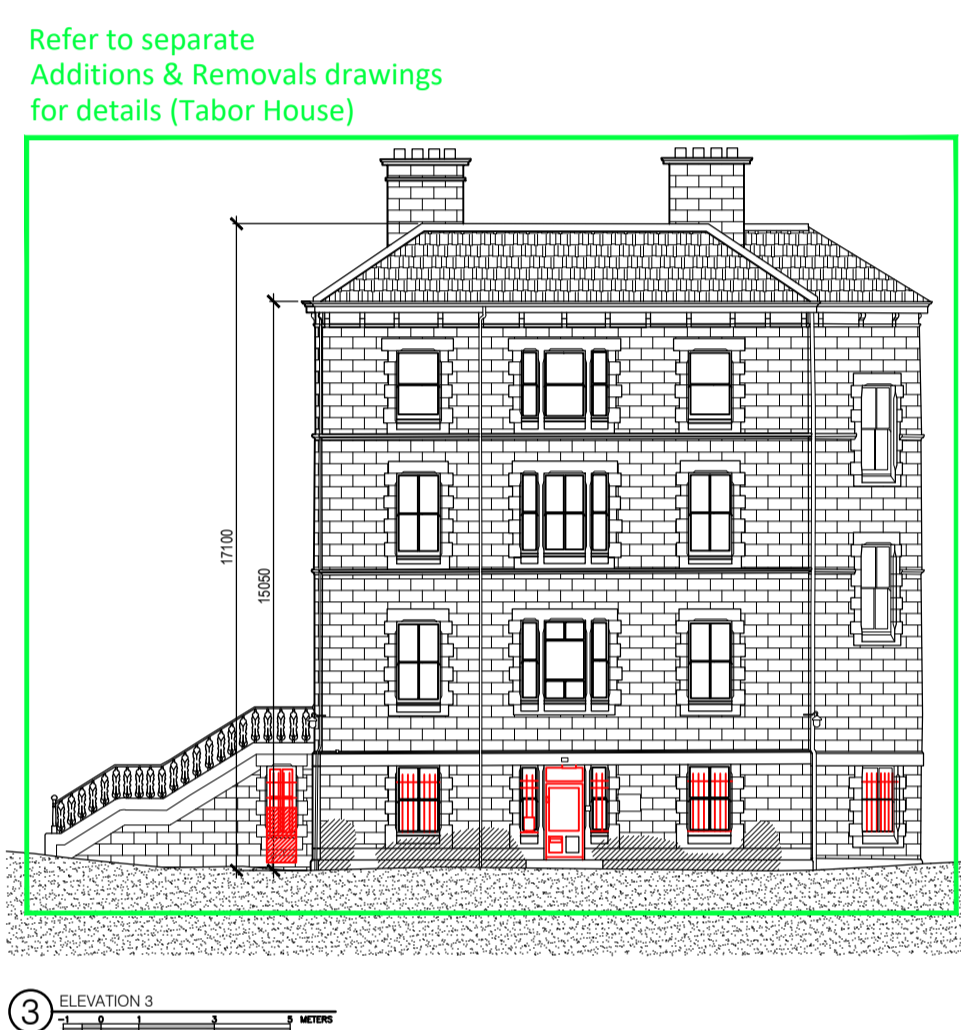 Refer to separate
Additions & Removals drawings
for details (Tabor House)
17100
15050
3
ELEVATION 3
-1 0 1 3 5 METERS